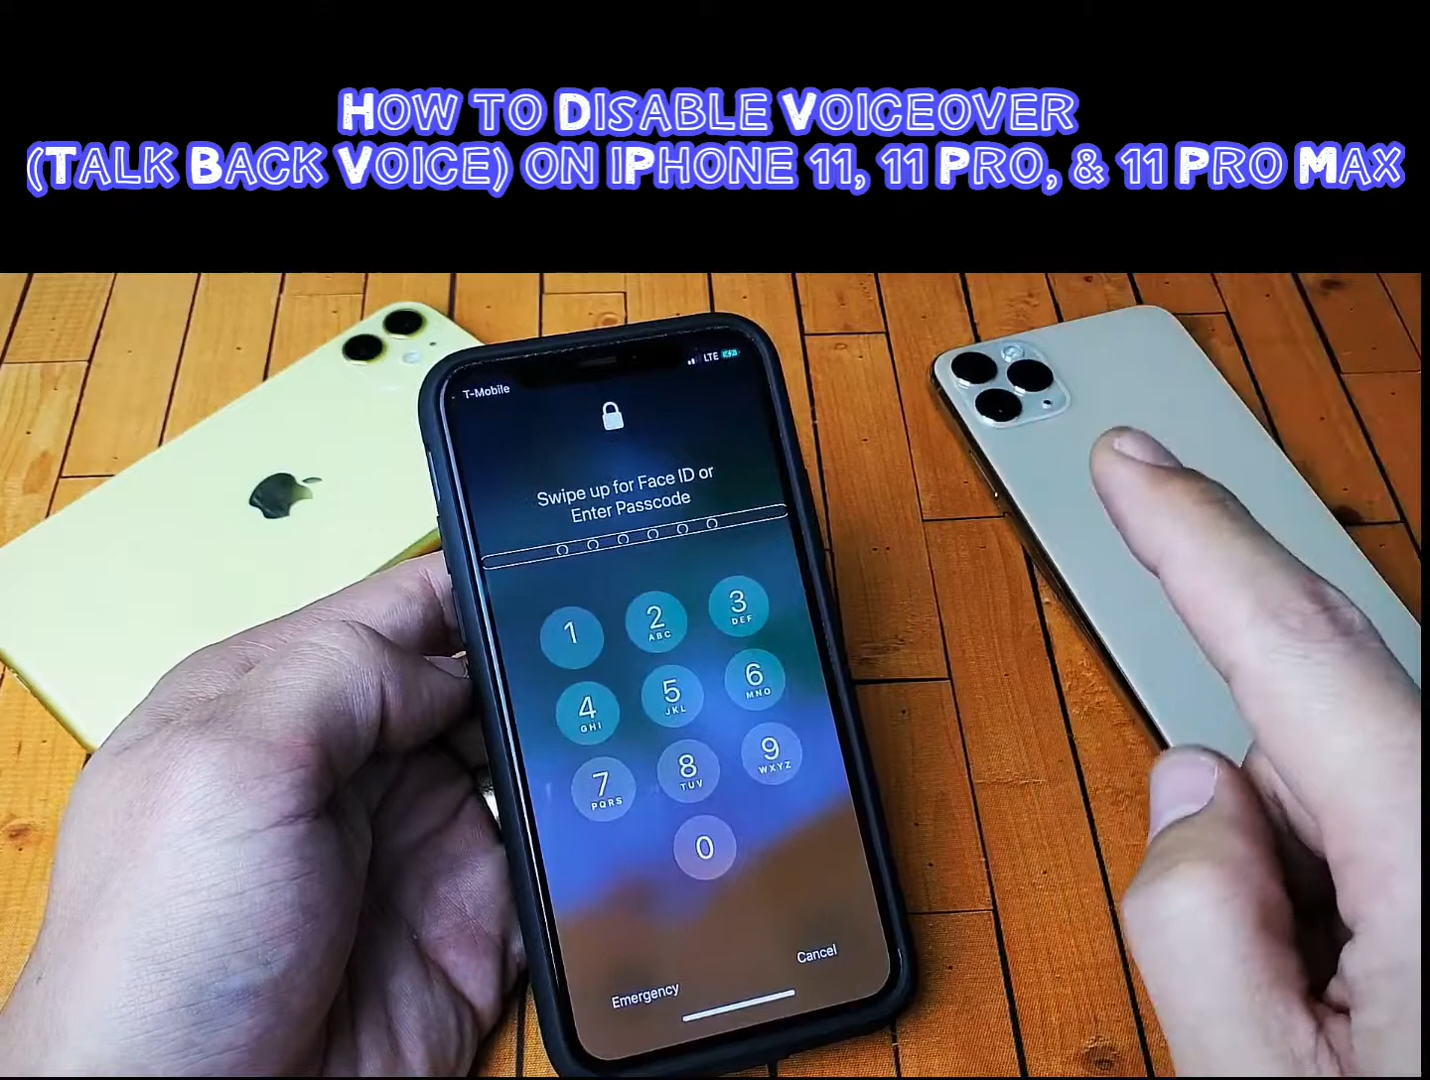 How to Disable Voiceover
(Talk Back Voice) on iPhone 11, 11 Pro, & 11 Pro Max
LTE
T-Mobile
Swipe up for Face ID or
Enter Passcode
1
2
ABC
3
DEF
4
GHI
5
JKL
6
MNO
7
PQRS
8
TUV
9
WXYZ
0
Emergency
Cancel